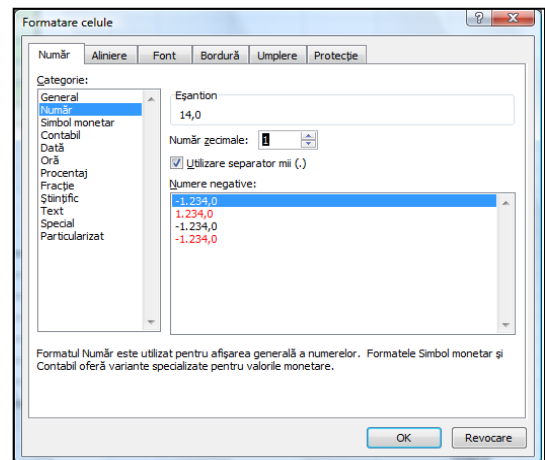 Formatare celule
Număr Aliniere Font Bordură Umplere Protecție
Categorie:
General
Număr
Simbol monetar
Contabil
Dată
Oră
Procentaj
Fracție
Științific
Text
Special
Particularizat
Eșantion
14,0
Număr zecimale: 1
Utilizare separator mii (.)
Numere negative:
-1.234,0
1.234,0
-1.234,0
-1.234,0
Formatul Număr este utilizat pentru afișarea generală a numerelor. Formatele Simbol monetar și
Contabil oferă variante specializate pentru valorile monetare.
OK Revocare